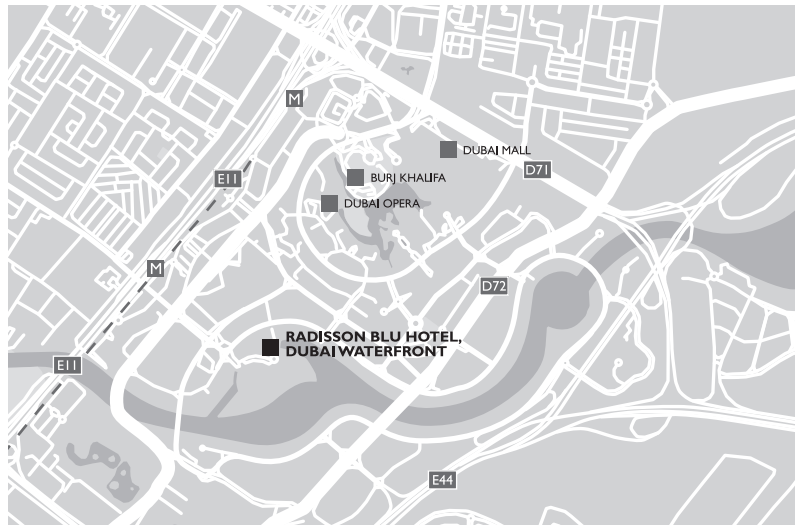 M
DUBAI MALL
D71
BURJ KHALIFA
E11
DUBAI OPERA
M
D72
RADISSON BLU HOTEL,
DUBAI WATERFRONT
E11
E44